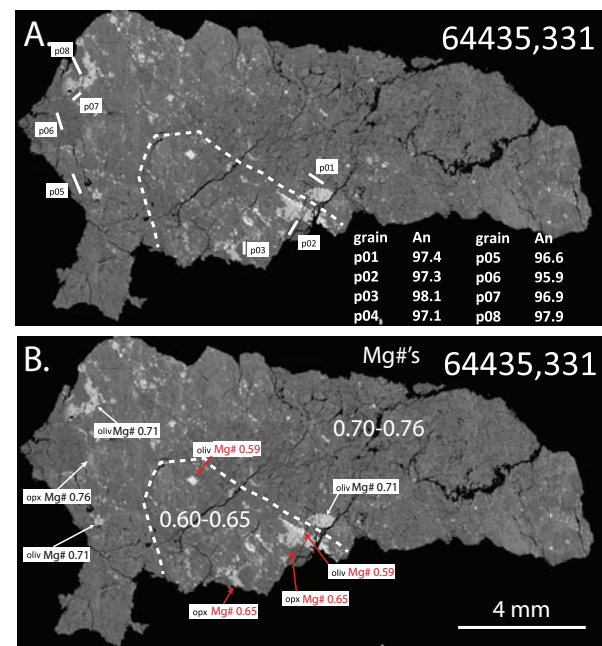 A.
64435,331
p08
p07
p06
p05
p01
p02
p03
grain An grain An
p01 97.4 p05 96.6
p02 97.3 p06 95.9
p03 98.1 p07 96.9
p04 97.1 p08 97.9
B.
Mg#'s
64435,331
0.70-0.76
oliv Mg# 0.71
oliv Mg# 0.59
opx Mg# 0.76
oliv Mg# 0.71
0.60-0.65
oliv Mg# 0.71
oliv Mg# 0.59
opx Mg# 0.65
opx Mg# 0.65
4 mm